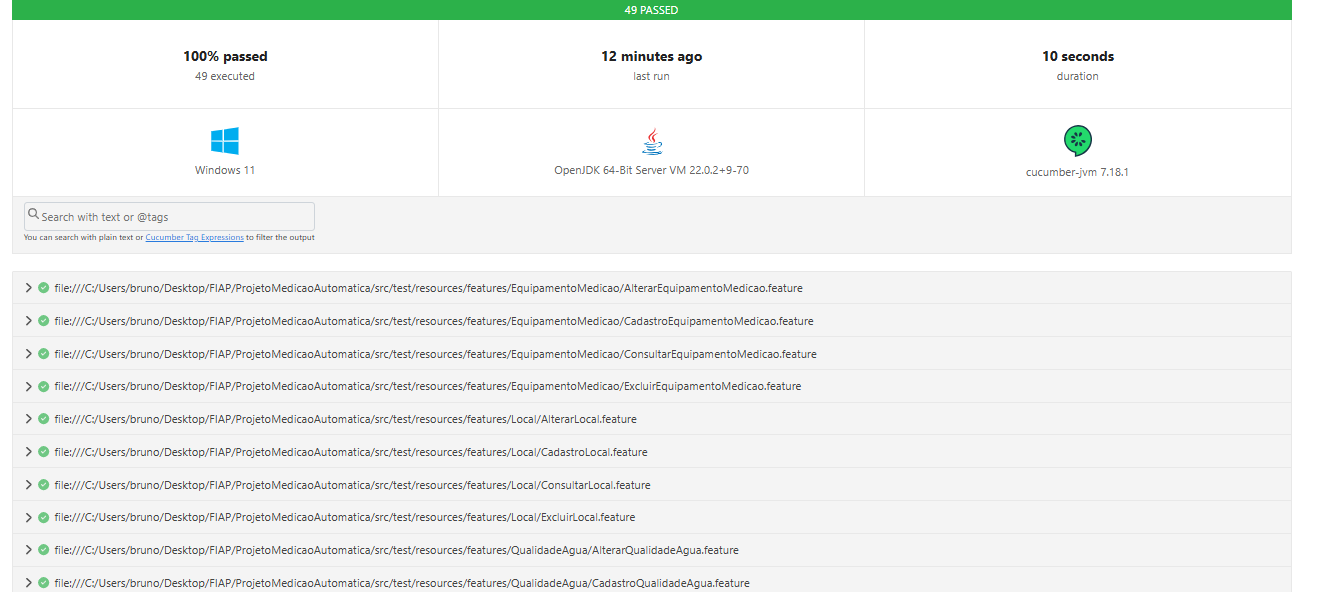 49 PASSED
100% passed
49 executed
12 minutes ago
last run
10 seconds
duration
Windows 11
OpenJDK 64-Bit Server VM 22.0.2+9-70
cucumber-jvm 7.18.1
Search with text or @tags
You can search with plain text or Cucumber Tag Expressions to filter the output
file:///C:/Users/bruno/Desktop/FIAP/ProjetoMedicaoAutomatica/src/test/resources/features/EquipamentoMedicao/AlterarEquipamentoMedicao.feature
file:///C:/Users/bruno/Desktop/FIAP/ProjetoMedicaoAutomatica/src/test/resources/features/EquipamentoMedicao/CadastroEquipamentoMedicao.feature
file:///C:/Users/bruno/Desktop/FIAP/ProjetoMedicaoAutomatica/src/test/resources/features/EquipamentoMedicao/ConsultarEquipamentoMedicao.feature
file:///C:/Users/bruno/Desktop/FIAP/ProjetoMedicaoAutomatica/src/test/resources/features/EquipamentoMedicao/ExcluirEquipamentoMedicao.feature
file:///C:/Users/bruno/Desktop/FIAP/ProjetoMedicaoAutomatica/src/test/resources/features/Local/AlterarLocal.feature
file:///C:/Users/bruno/Desktop/FIAP/ProjetoMedicaoAutomatica/src/test/resources/features/Local/CadastroLocal.feature
file:///C:/Users/bruno/Desktop/FIAP/ProjetoMedicaoAutomatica/src/test/resources/features/Local/ConsultarLocal.feature
file:///C:/Users/bruno/Desktop/FIAP/ProjetoMedicaoAutomatica/src/test/resources/features/Local/ExcluirLocal.feature
file:///C:/Users/bruno/Desktop/FIAP/ProjetoMedicaoAutomatica/src/test/resources/features/QualidadeAgua/AlterarQualidadeAgua.feature
file:///C:/Users/bruno/Desktop/FIAP/ProjetoMedicaoAutomatica/src/test/resources/features/QualidadeAgua/CadastroQualidadeAgua.feature